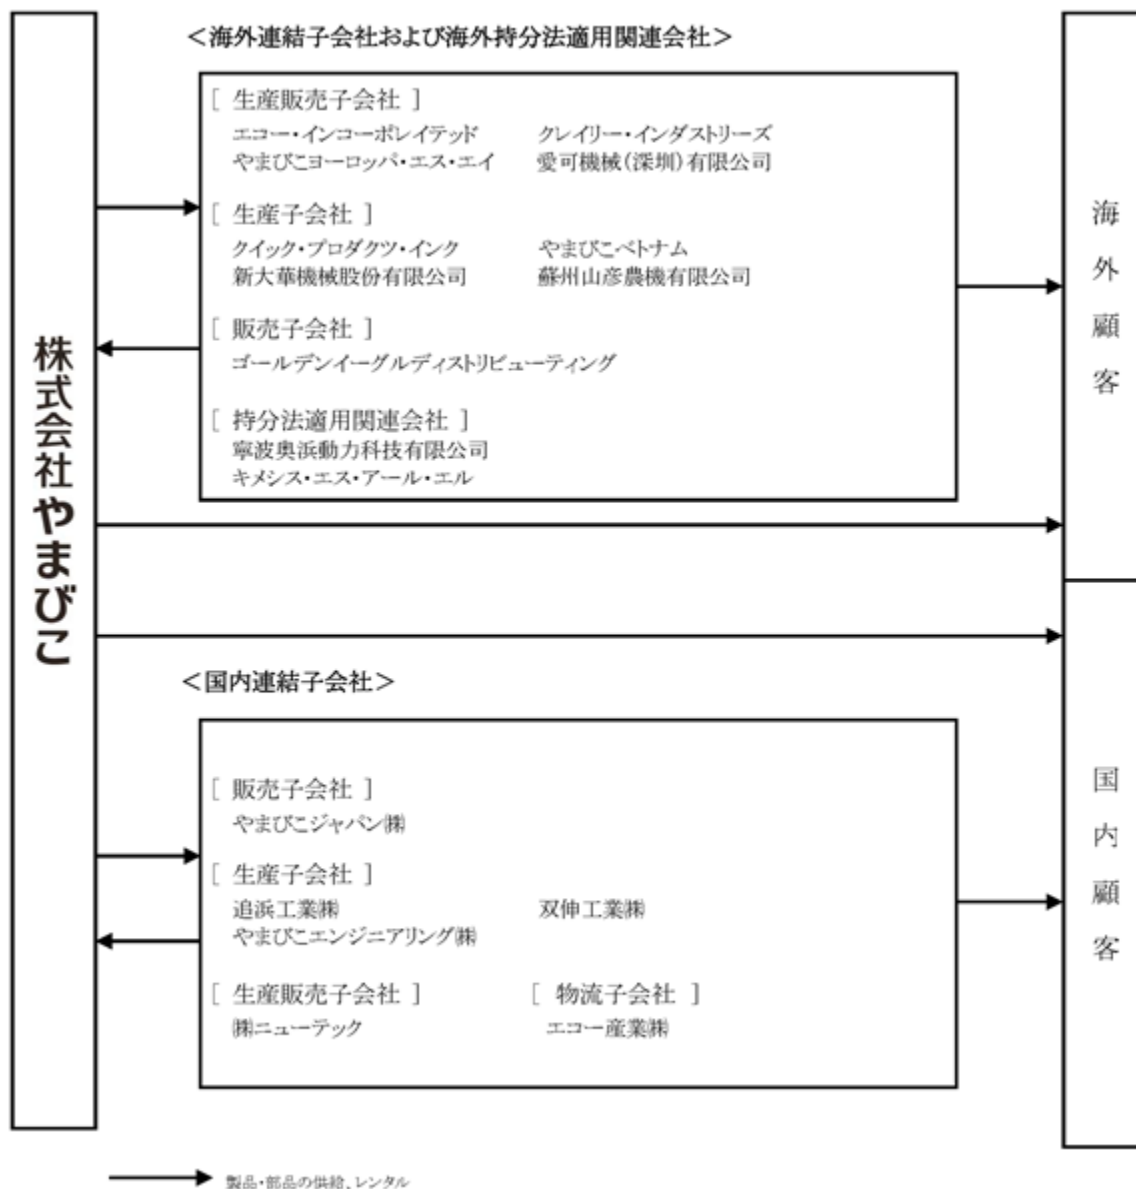 株式会社やまびこ
＜海外連結子会社および海外持分法適用関連会社＞
［ 生産販売子会社 ］
エコー・インコーポレイテッド　クレイリー・インダストリーズ
やまびこヨーロッパ・エス・エイ　愛可機械（深圳）有限公司
［ 生産子会社 ］
クイック・プロダクツ・インク　やまびこベトナム
新大華機械股份有限公司　蘇州山彦農機有限公司
［ 販売子会社 ］
ゴールデンイーグルディストリビューティング
［ 持分法適用関連会社 ］
寧波奥浜動力科技有限公司
キメシス・エス・アール・エル
海外顧客
＜国内連結子会社＞
［ 販売子会社 ］
やまびこジャパン㈱
［ 生産子会社 ］
追浜工業㈱　双伸工業㈱
やまびこエンジニアリング㈱
［ 生産販売子会社 ］　［ 物流子会社 ］
㈱ニューテック　エコー産業㈱
国内顧客
製品・部品の供給、レンタル